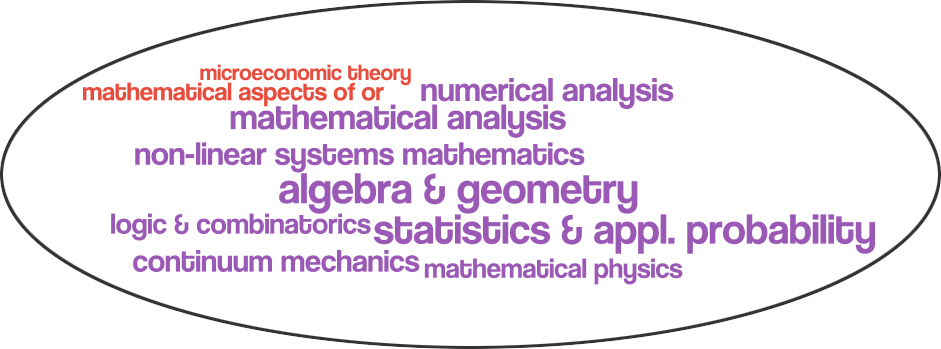 microeconomic theory
mathematical aspects of or
numerical analysis
mathematical analysis
non-linear systems mathematics
algebra & geometry
logic & combinatorics
statistics & appl. probability
continuum mechanics
mathematical physics